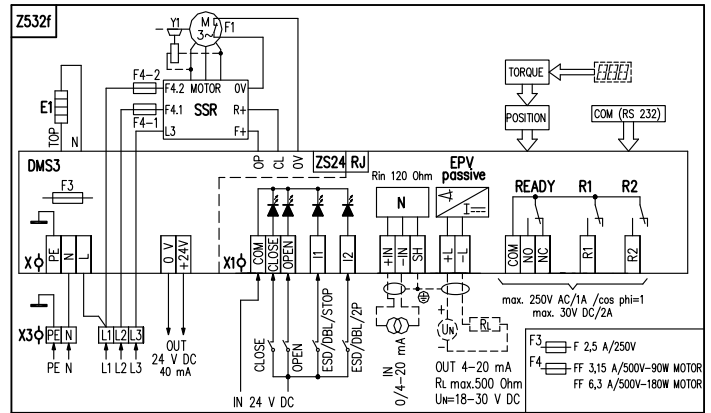 Z532f
Y1
M
3~
F1
F4-2
F4.2 MOTOR 0V
F4.1 SSR R+
F4-1
L3 F+
E1
TOP
N
TORQUE
POSITION
COM (RS 232)
DMS3
OP
CL
0V
ZS24 RJ
F3
Rin 120 Ohm
N
EPV
passive
I
READY R1 R2
X
PE
N
L
0 V
+24V
X1
COM
CLOSE
OPEN
I1
I2
+IN
-IN
SH
+L
-L
COM
NO
NC
R1
R2
max. 250V AC/1A /cos phi=1
max. 30V DC/2A
X3 PE N L1 L2 L3
PE N L1 L2 L3
OUT
24 V DC
40 mA
CLOSE
OPEN
ESD/DBL/STOP
ESD/DBL/2P
IN 24 V DC
IN
0/4-20 mA
+
UN
-
RL
OUT 4-20 mA
RL max.500 Ohm
UN=18-30 V DC
F3 - F 2,5 A/250V
F4 - FF 3,15 A/500V-90W MOTOR
FF 6,3 A/500V-180W MOTOR